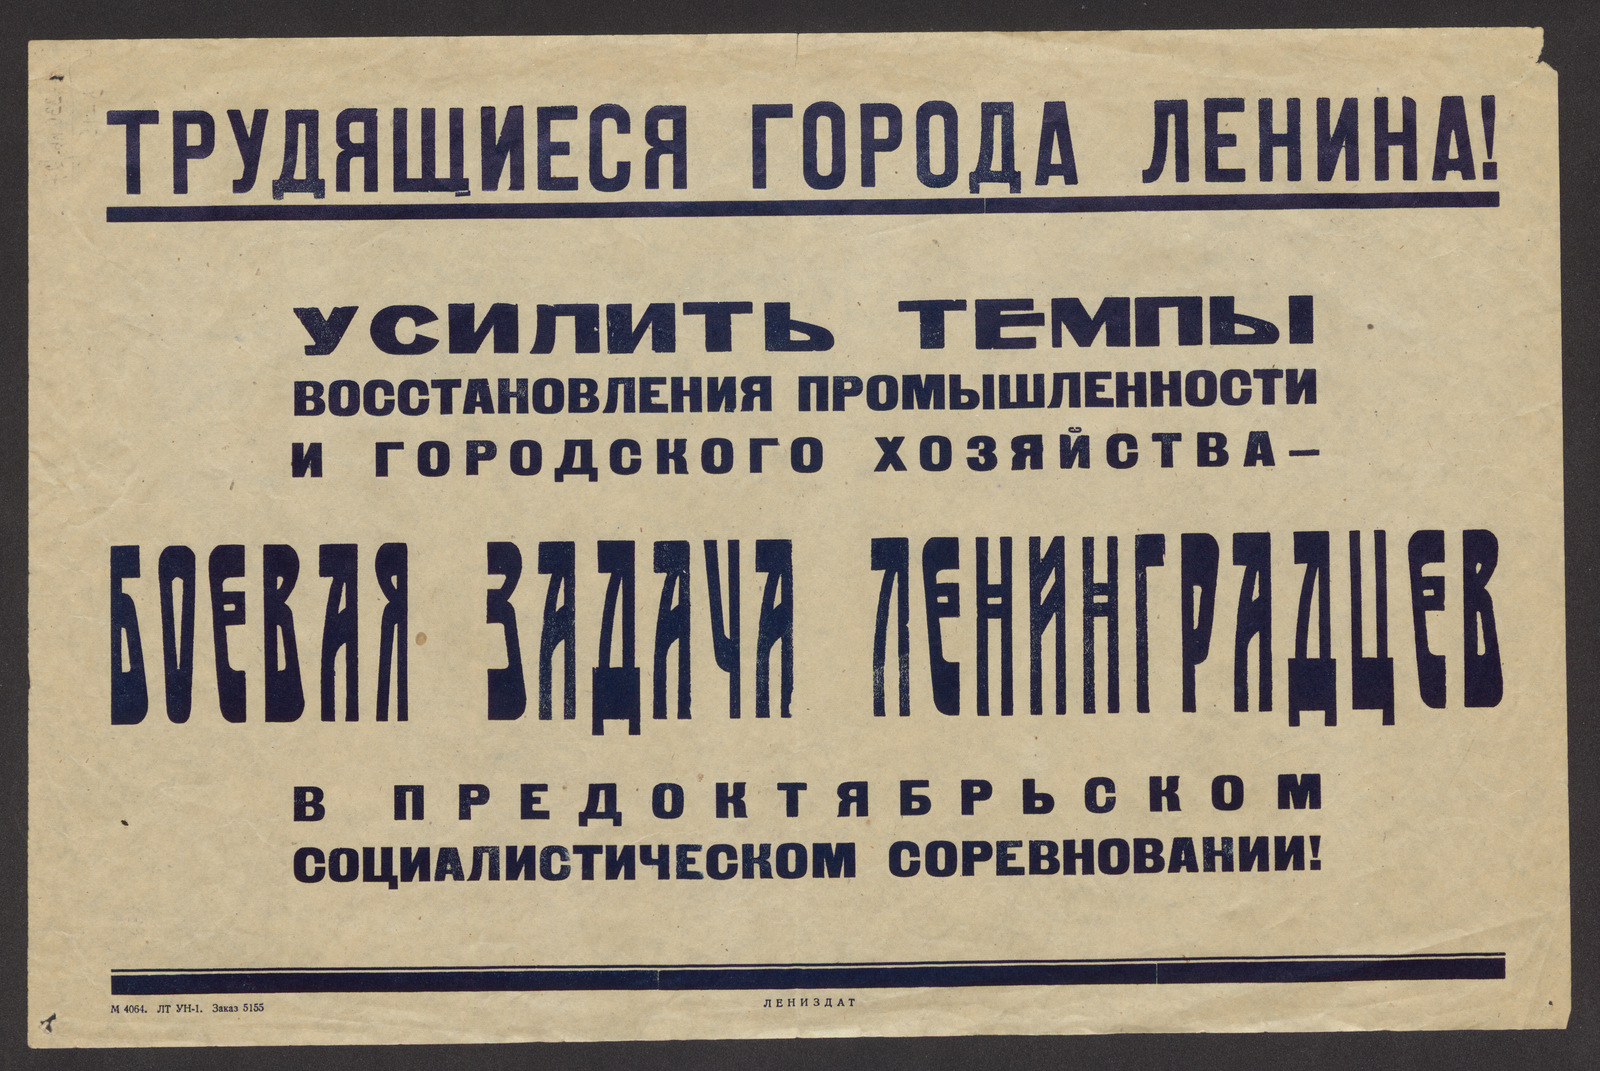 ТРУДЯЩИЕСЯ ГОРОДА ЛЕНИНА!
УСИЛИТЬ ТЕМПЫ
ВОССТАНОВЛЕНИЯ ПРОМЫШЛЕННОСТИ
И ГОРОДСКОГО ХОЗЯЙСТВА—
БОЕВАЯ ЗАДАЧА ЛЕНИНГРАДЦЕВ
В ПРЕДОКТЯБРЬСКОМ
СОЦИАЛИСТИЧЕСКОМ СОРЕВНОВАНИИ!
М 4064. ЛТ УН-1. Заказ 5155
ЛЕНИЗДАТ